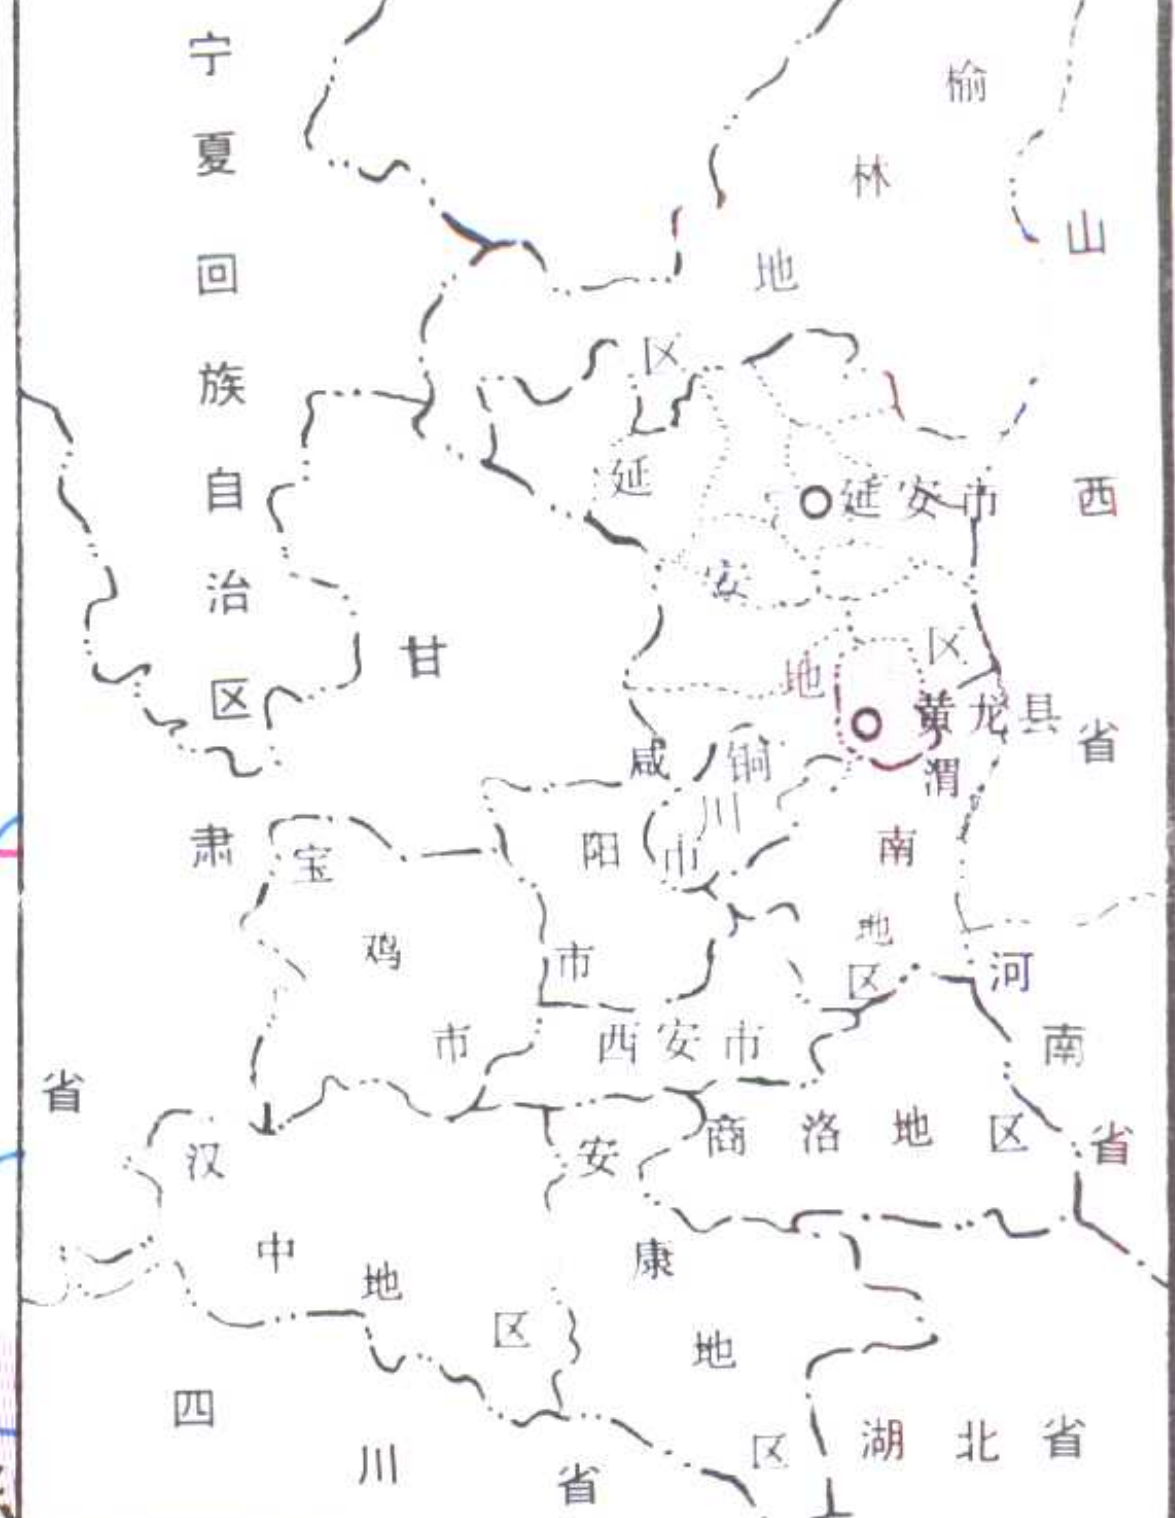 宁夏回族自治区
榆林地区
山西省
延安地区
延安市
甘肃省
黄龙县
咸阳市
铜川市
渭南地区
宝鸡市
西安市
河南省
商洛地区
汉中地区
安康地区
四川省
湖北省